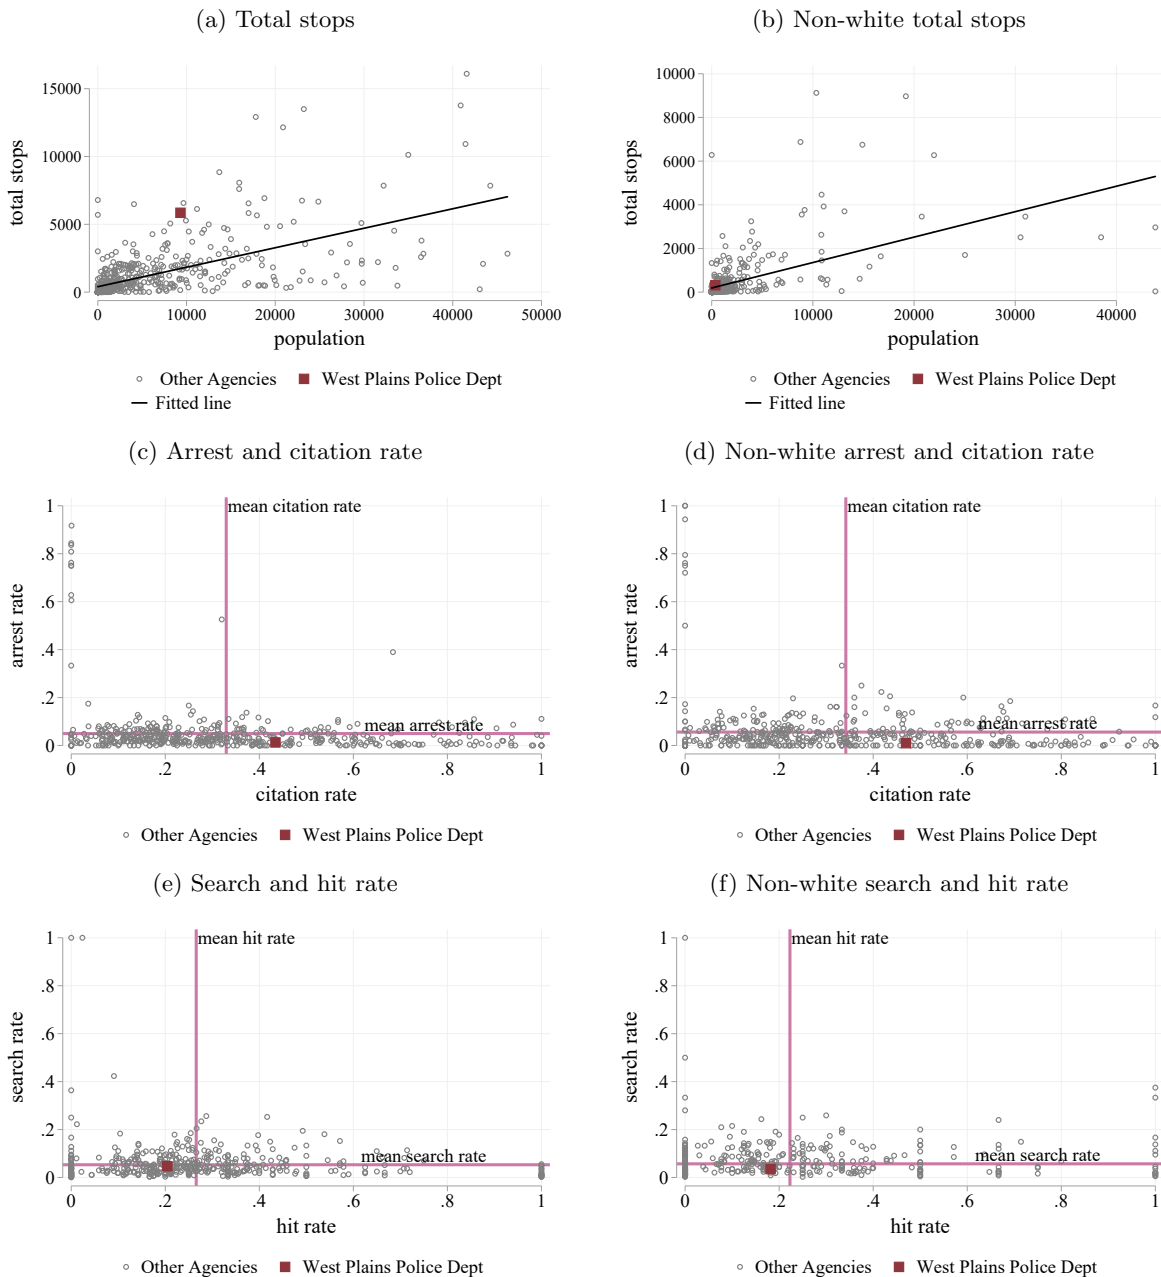 (a) Total stops
total stops
15000
10000
5000
0
0 10000 20000 30000 40000 50000
population
Other Agencies West Plains Police Dept
Fitted line
(b) Non-white total stops
total stops
10000
8000
6000
4000
2000
0
0 10000 20000 30000 40000
population
Other Agencies West Plains Police Dept
Fitted line
(c) Arrest and citation rate
arrest rate
1
.8
.6
.4
.2
0
mean citation rate
mean arrest rate
0 .2 .4 .6 .8 1
citation rate
Other Agencies West Plains Police Dept
(d) Non-white arrest and citation rate
arrest rate
1
.8
.6
.4
.2
0
mean citation rate
mean arrest rate
0 .2 .4 .6 .8 1
citation rate
Other Agencies West Plains Police Dept
(e) Search and hit rate
search rate
1
.8
.6
.4
.2
0
mean hit rate
mean search rate
0 .2 .4 .6 .8 1
hit rate
Other Agencies West Plains Police Dept
(f) Non-white search and hit rate
search rate
1
.8
.6
.4
.2
0
mean hit rate
mean search rate
0 .2 .4 .6 .8 1
hit rate
Other Agencies West Plains Police Dept